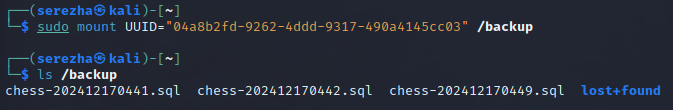 ┌──(serezha㉿kali)-[~]
└─$ sudo mount UUID="04a8b2fd-9262-4ddd-9317-490a4145cc03" /backup
┌──(serezha㉿kali)-[~]
└─$ ls /backup
chess-202412170441.sql  chess-202412170442.sql  chess-202412170449.sql  lost+found